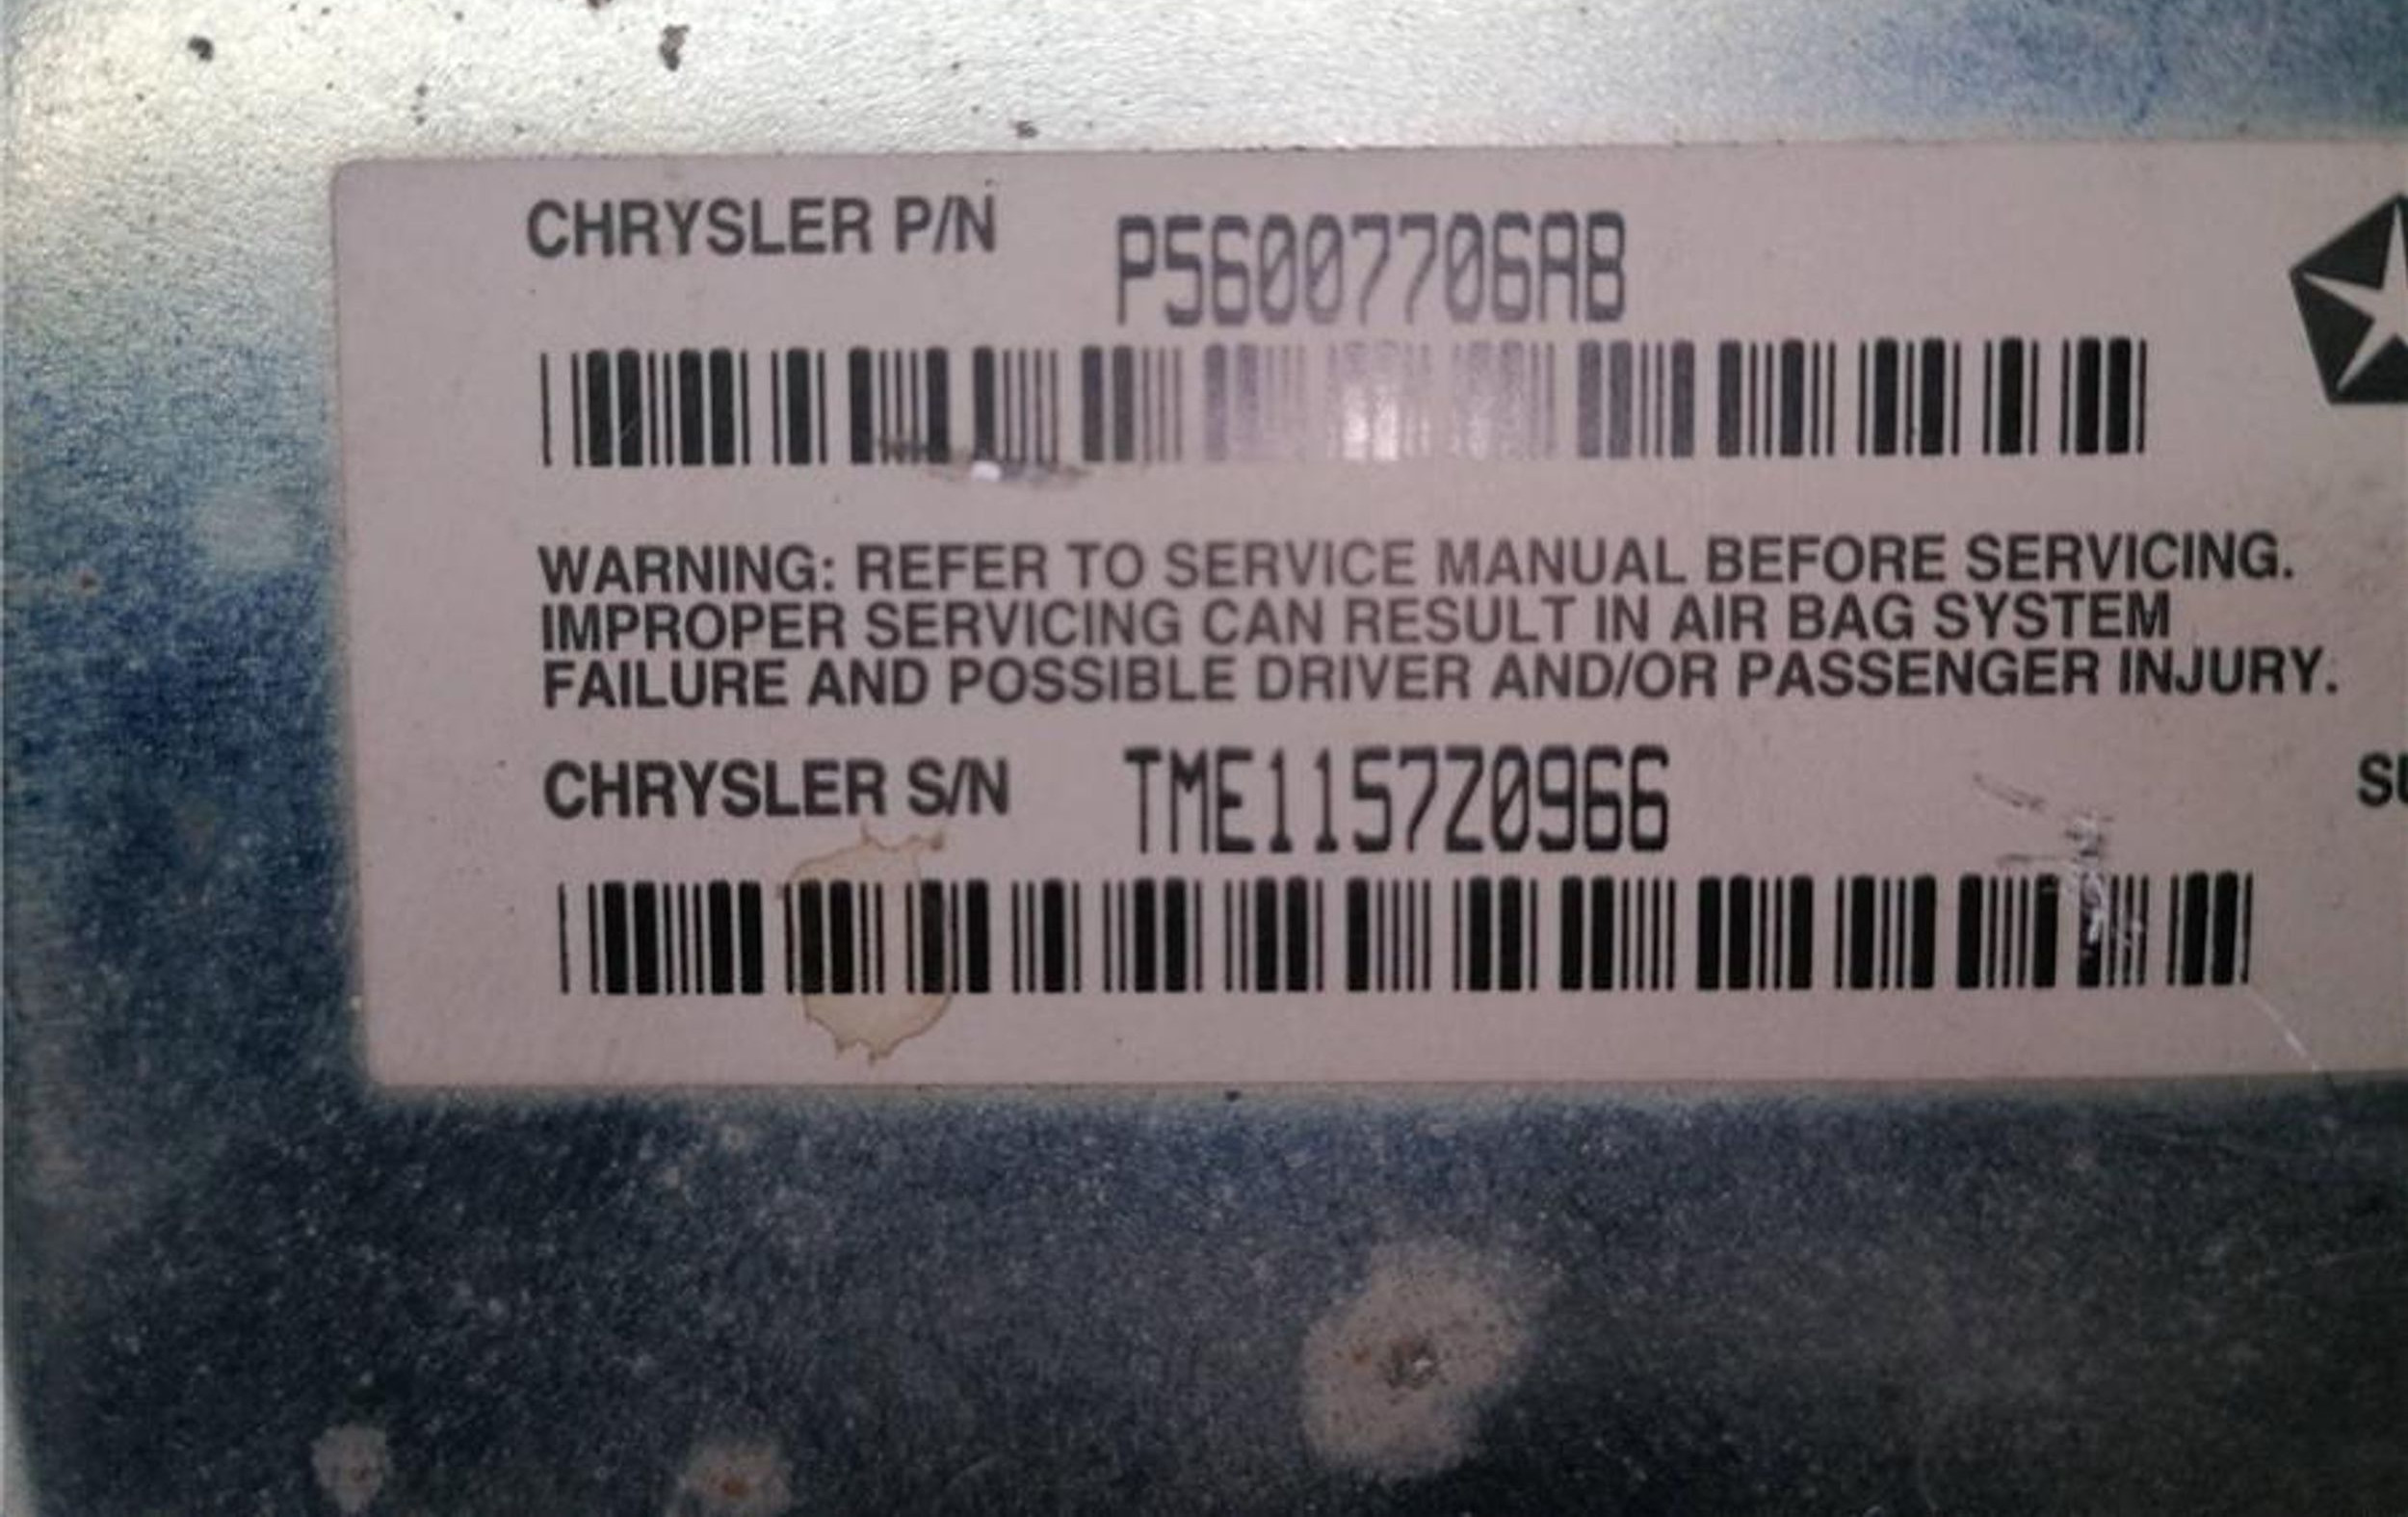 CHRYSLER P/N P56007706AB
WARNING: REFER TO SERVICE MANUAL BEFORE SERVICING.
IMPROPER SERVICING CAN RESULT IN AIR BAG SYSTEM
FAILURE AND POSSIBLE DRIVER AND/OR PASSENGER INJURY.
CHRYSLER S/N TME1157Z0966